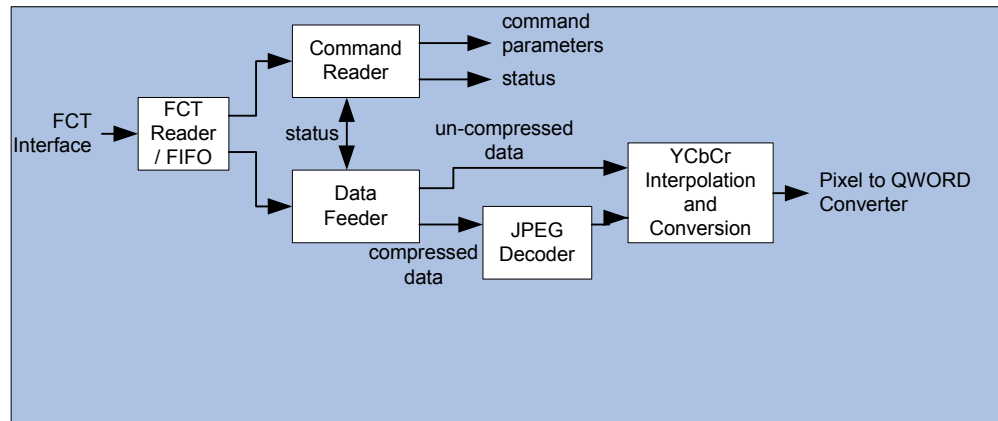 command
parameters
Command
Reader
status
FCT
Interface
FCT
Reader
/ FIFO
status
un-compressed
data
Data
Feeder
compressed
data
JPEG
Decoder
YCbCr
Interpolation
and
Conversion
Pixel to QWORD
Converter